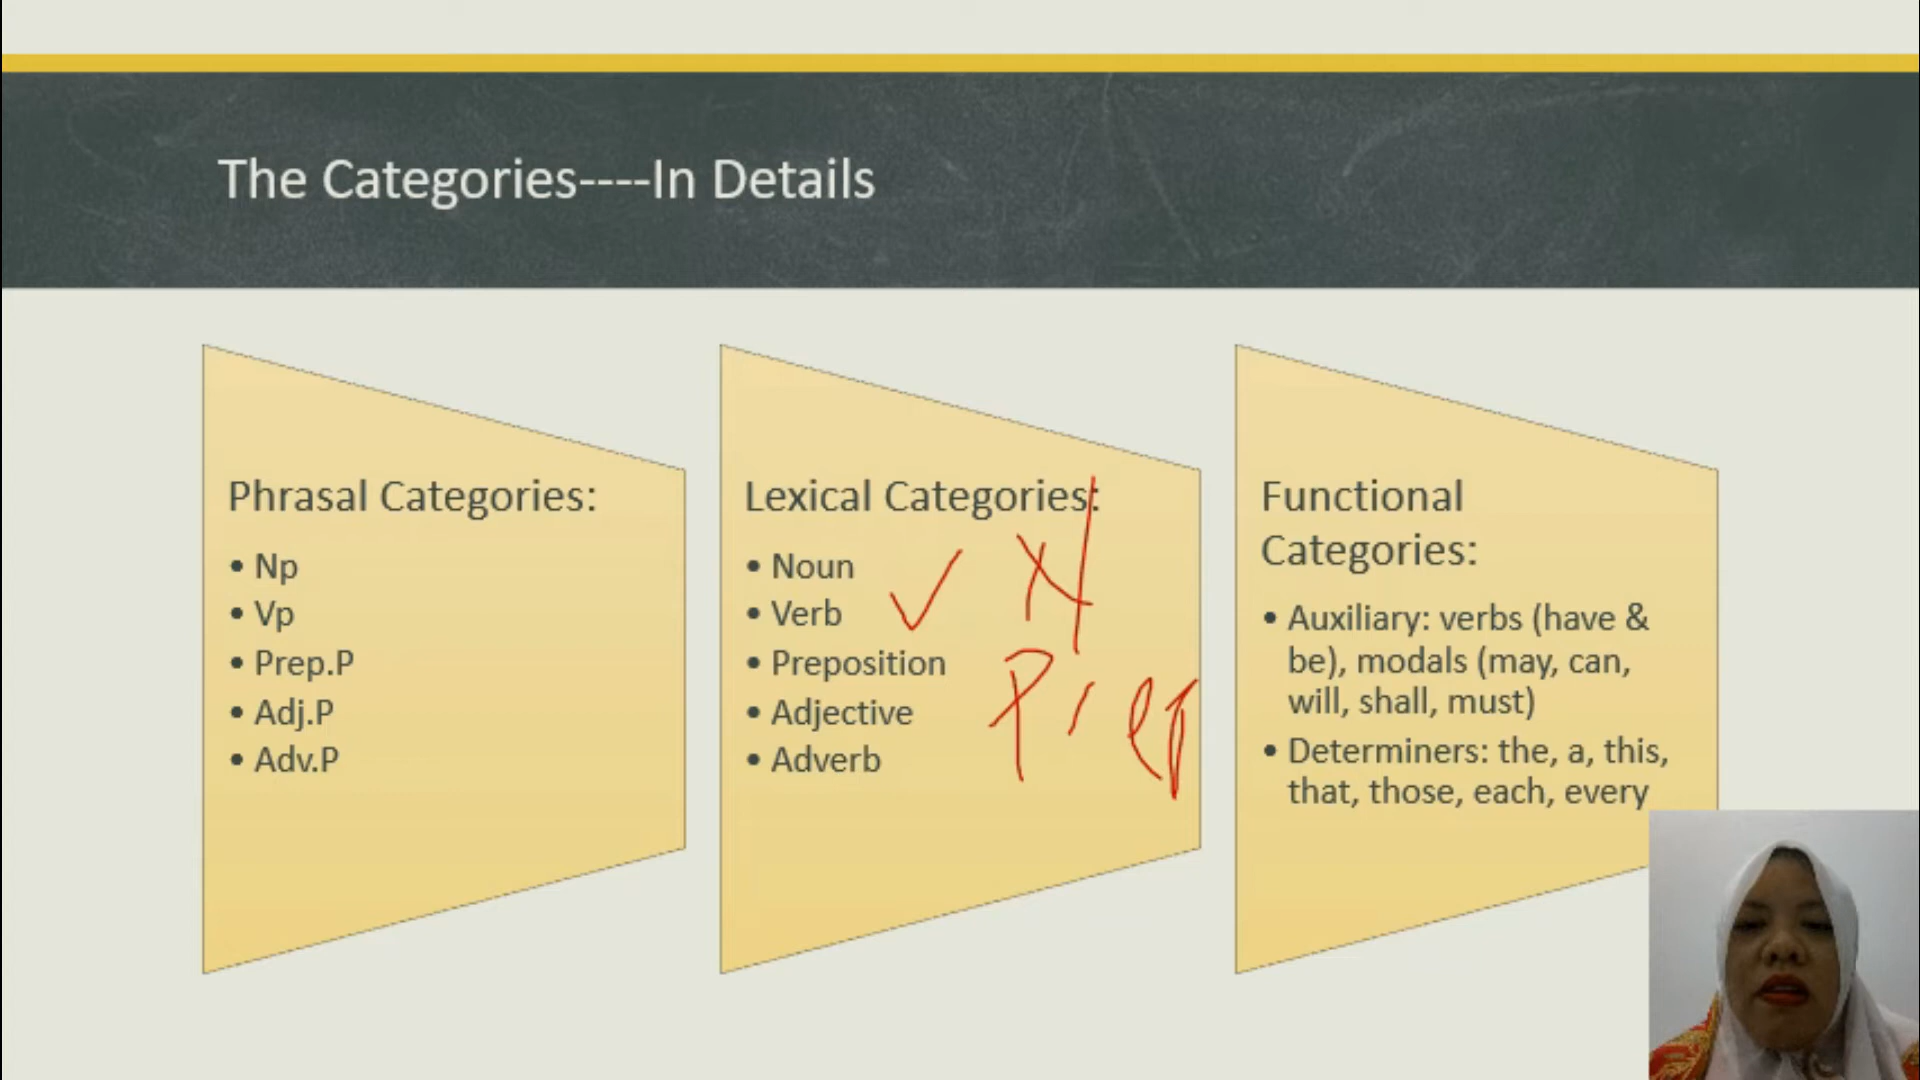 The Categories----In Details
Phrasal Categories:
• Np
• Vp
• Prep.P
• Adj.P
• Adv.P
Lexical Categories:
• Noun
• Verb
• Preposition
• Adjective
• Adverb
N
Prep
Functional
Categories:
• Auxiliary: verbs (have &
be), modals (may, can,
will, shall, must)
• Determiners: the, a, this,
that, those, each, every